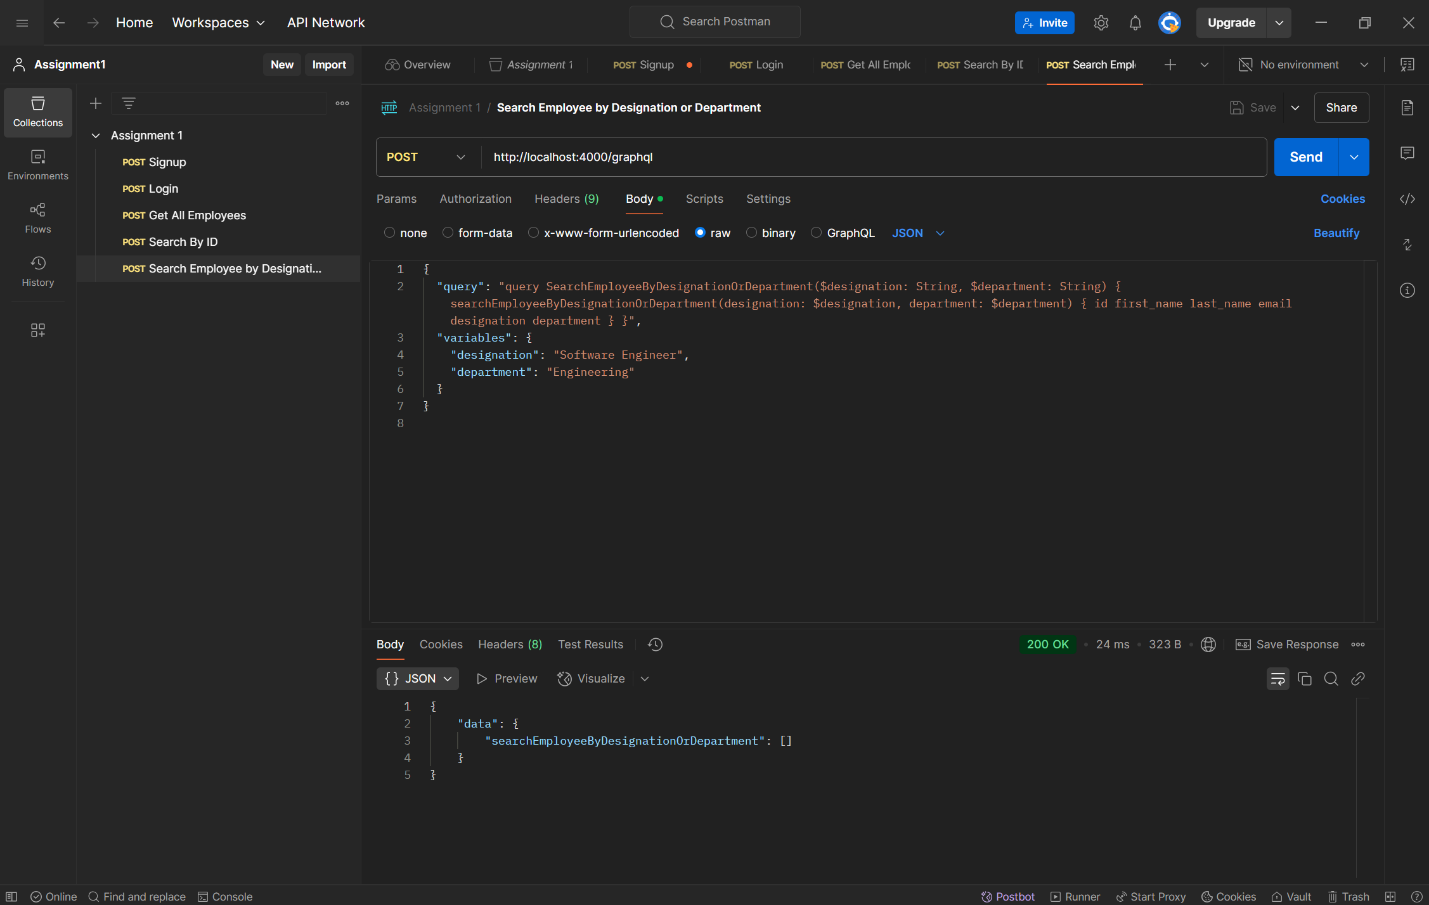 Home Workspaces API Network Search Postman Invite Upgrade
Assignment1 New Import Overview Assignment 1 POST Signup POST Login POST Get All Emplo POST Search By ID POST Search Empl No environment
Collections
Environments
Flows
History
Assignment 1
POST Signup
POST Login
POST Get All Employees
POST Search By ID
POST Search Employee by Designati...
HTTP Assignment 1 / Search Employee by Designation or Department Save Share
POST http://localhost:4000/graphql Send
Params Authorization Headers (9) Body Scripts Settings Cookies
none form-data x-www-form-urlencoded raw binary GraphQL JSON Beautify
1 {
2 "query": "query SearchEmployeeByDesignationOrDepartment($designation: String, $department: String) {
searchEmployeeByDesignationOrDepartment(designation: $designation, department: $department) { id first_name last_name email
designation department } }",
3 "variables": {
4 "designation": "Software Engineer",
5 "department": "Engineering"
6 }
7 }
8
Body Cookies Headers (8) Test Results 200 OK • 24 ms • 323 B e.g. Save Response
{} JSON Preview Visualize
1 {
2 "data": {
3 "searchEmployeeByDesignationOrDepartment": []
4 }
5 }
Online Find and replace Console Postbot Runner Start Proxy Cookies Vault Trash